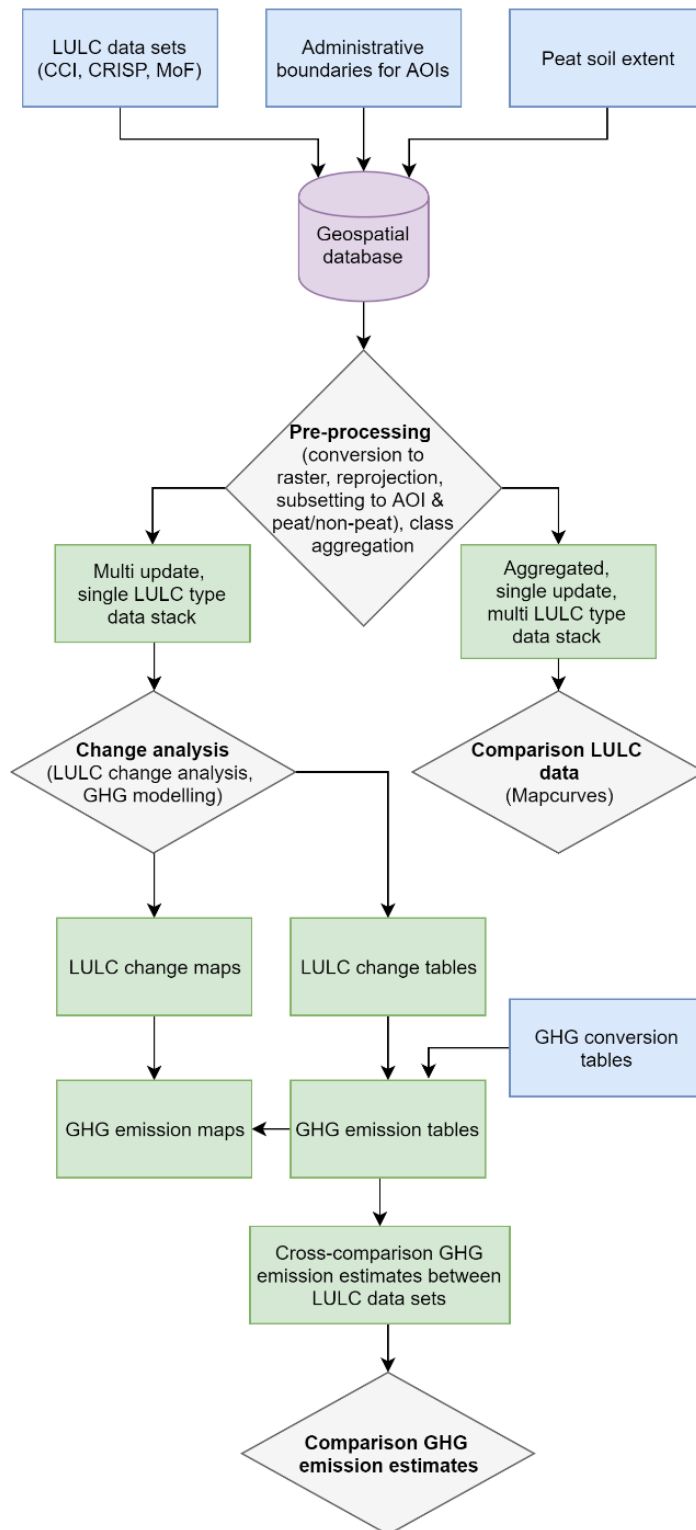 LULC data sets
(CCI, CRISP, MoF)
Administrative
boundaries for AOIs
Peat soil extent
Geospatial
database
Pre-processing
(conversion to
raster, reprojection,
subsetting to AOI &
peat/non-peat), class
aggregation
Multi update,
single LULC type
data stack
Aggregated,
single update,
multi LULC type
data stack
Change analysis
(LULC change analysis,
GHG modelling)
Comparison LULC
data
(Mapcurves)
LULC change maps
LULC change tables
GHG conversion
tables
GHG emission maps
GHG emission tables
Cross-comparison GHG
emission estimates between
LULC data sets
Comparison GHG
emission estimates